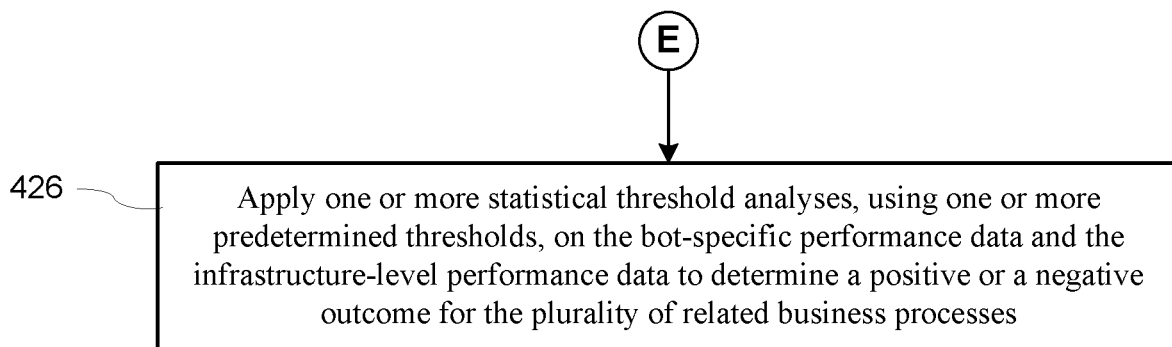 E
426
Apply one or more statistical threshold analyses, using one or more
predetermined thresholds, on the bot-specific performance data and the
infrastructure-level performance data to determine a positive or a negative
outcome for the plurality of related business processes